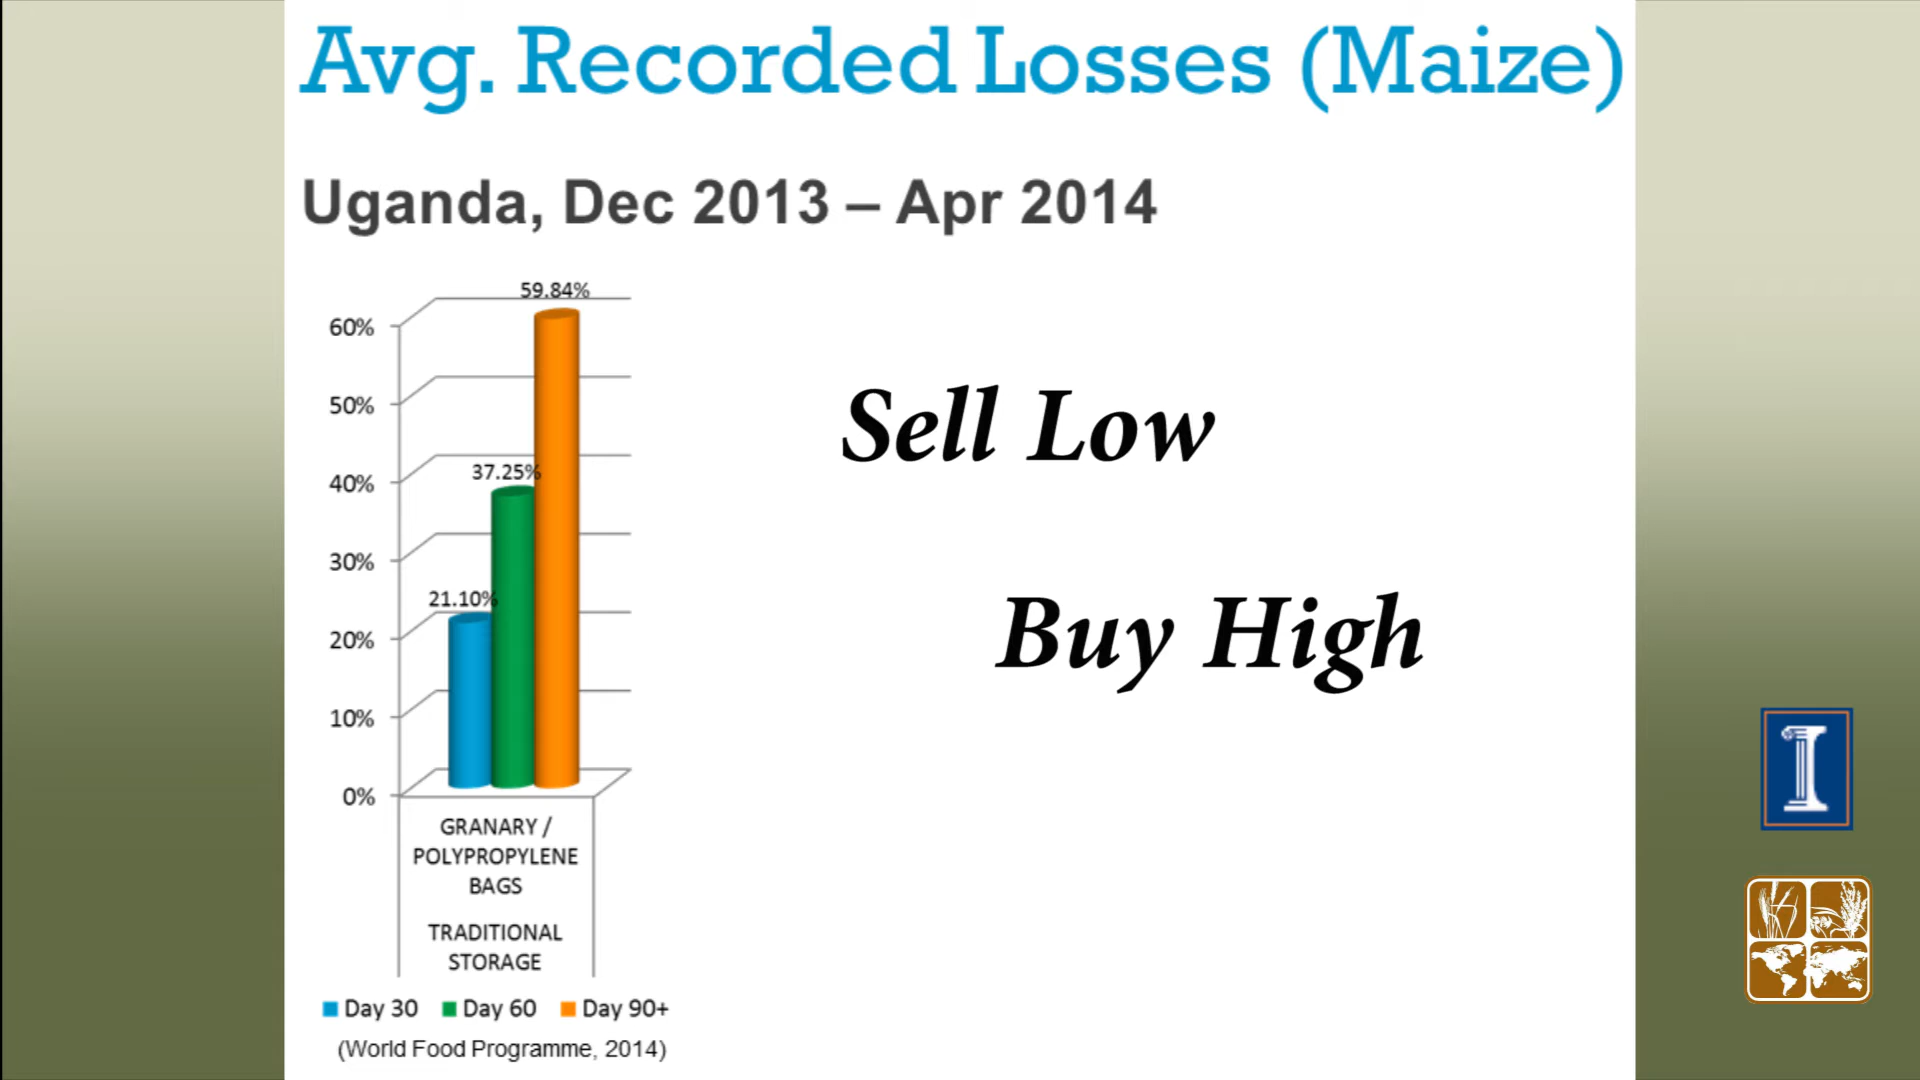 Avg. Recorded Losses (Maize)
Uganda, Dec 2013 – Apr 2014
59.84%
60%
50%
37.25%
40%
30%
21.10%
20%
10%
0%
GRANARY /
POLYPROPYLENE
BAGS
TRADITIONAL
STORAGE
Day 30 Day 60 Day 90+
(World Food Programme, 2014)
Sell Low
Buy High
I